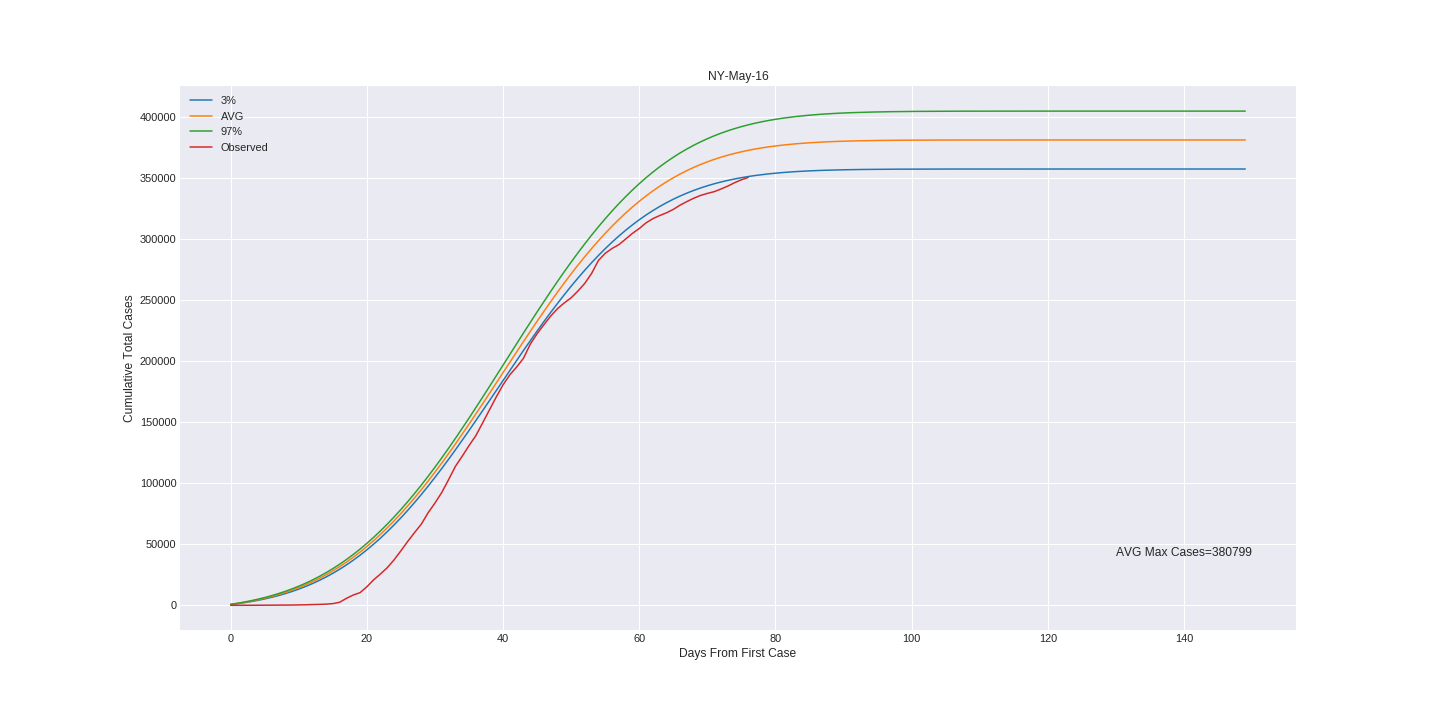 NY-May-16
3%
AVG
97%
Observed
400000
350000
300000
250000
200000
150000
100000
50000
0
Cumulative Total Cases
AVG Max Cases=380799
0 20 40 60 80 100 120 140
Days From First Case